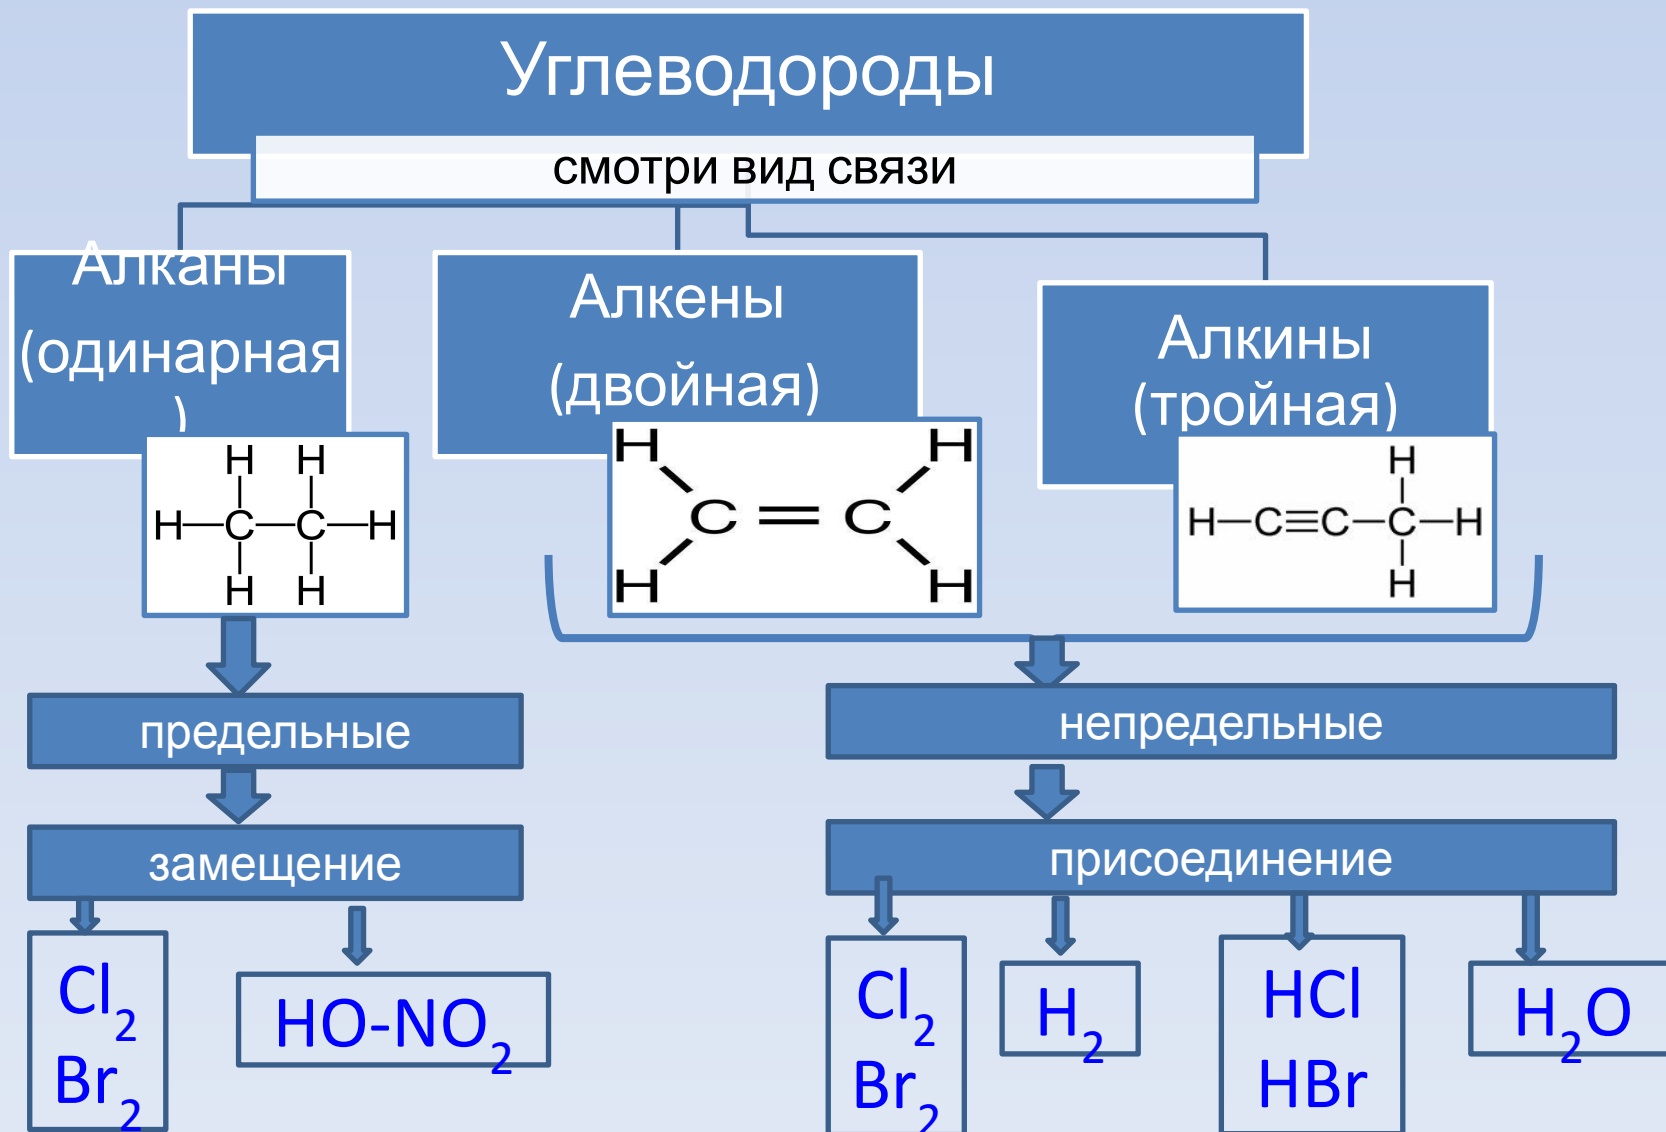 Углеводороды
смотри вид связи
Алканы
(одинарная
)
Алкены
(двойная)
Алкины
(тройная)
H H
H—C—C—H
H H
H H
C=C
H H
H
H—C≡C—C—H
H
предельные
непредельные
замещение
присоединение
Cl₂
Br₂
HO-NO₂
Cl₂
Br₂
H₂
HCl
HBr
H₂O